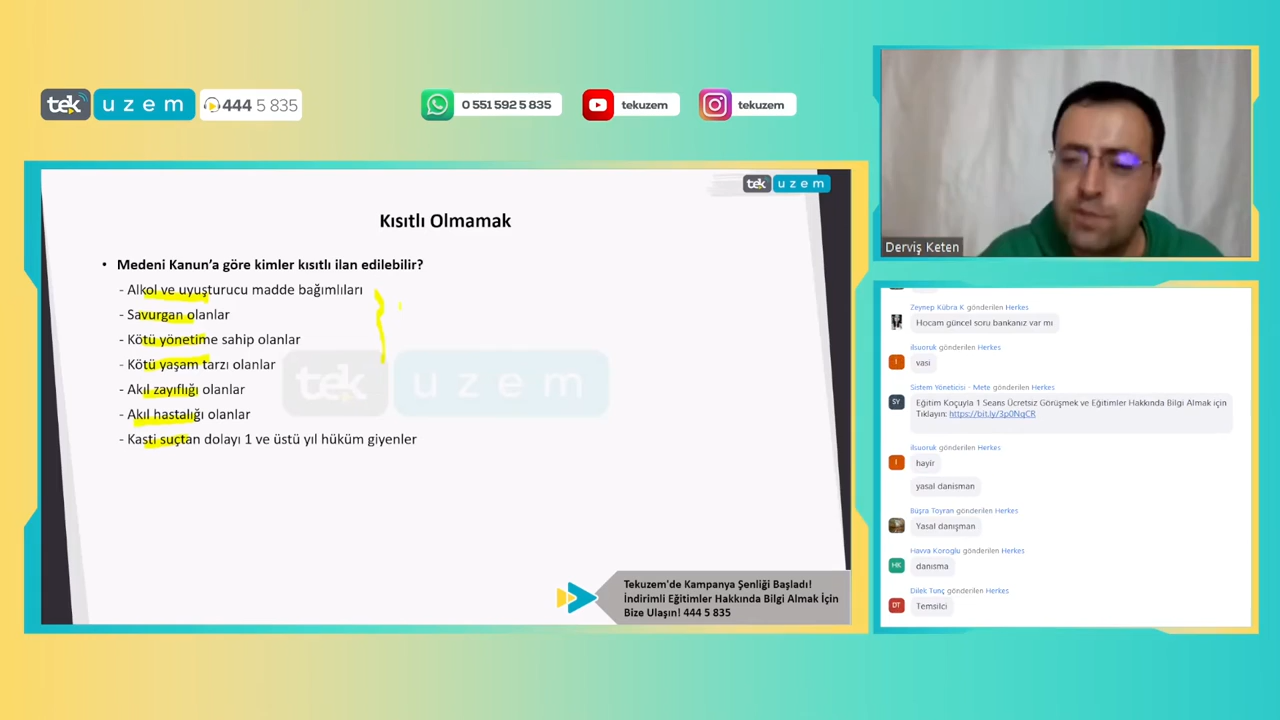 tek uzem 444 5 835
0 551 592 5 835
tekuzem
tekuzem
tek uzem
Kısıtlı Olmamak
• Medeni Kanun'a göre kimler kısıtlı ilan edilebilir?
- Alkol ve uyuşturucu madde bağımlıları
- Savurgan olanlar
- Kötü yönetime sahip olanlar
- Kötü yaşam tarzı olanlar
- Akıl zayıflığı olanlar
- Akıl hastalığı olanlar
- Kasti suçtan dolayı 1 ve üstü yıl hüküm giyenler
tek uzem
Tekuzem'de Kampanya Şenliği Başladı!
İndirimli Eğitimler Hakkında Bilgi Almak İçin
Bize Ulaşın! 444 5 835
Derviş Keten
Zeynep Kübra K gönderilen Herkes
Hocam güncel soru bankanız var mı
ilsuoruk gönderilen Herkes
I
vasi
Sistem Yöneticisi - Mete gönderilen Herkes
SY
Eğitim Koçuyla 1 Seans Ücretsiz Görüşmek ve Eğitimler Hakkında Bilgi Almak için
Tıklayın: https://bit.ly/3p0NqCR
ilsuoruk gönderilen Herkes
I
hayir
yasal danisman
Büşra Toyran gönderilen Herkes
Yasal danışman
Havva Köroğlu gönderilen Herkes
HK
danısma
Dilek Tunç gönderilen Herkes
DT
Temsilci